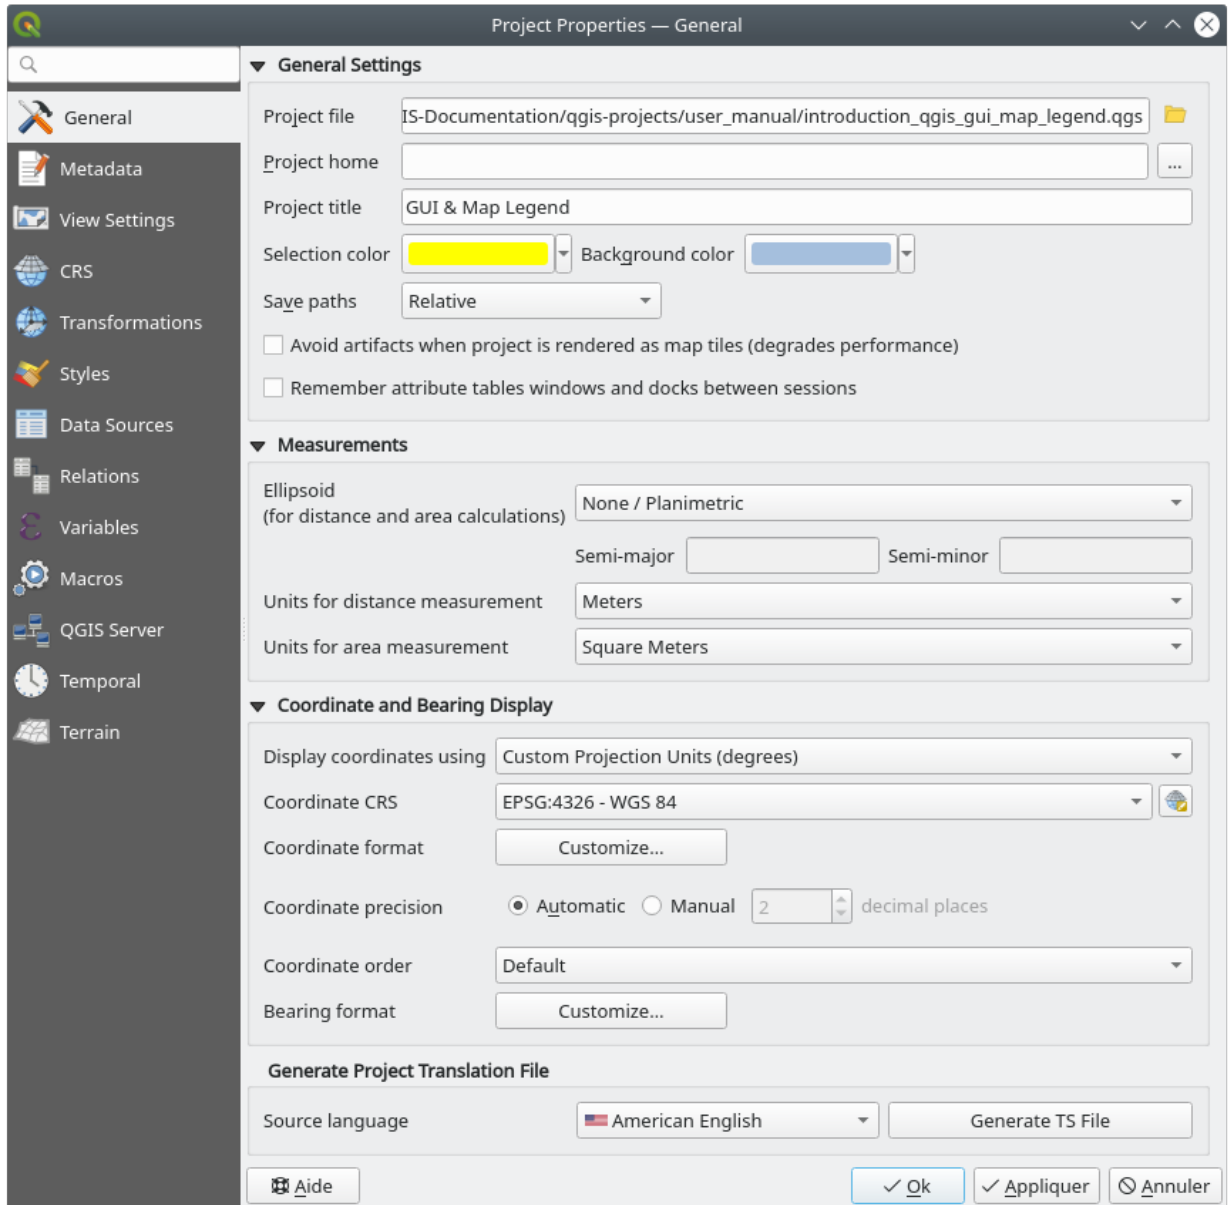 Project Properties — General
General Settings
General
Metadata
View Settings
CRS
Transformations
Styles
Data Sources
Relations
Variables
Macros
QGIS Server
Temporal
Terrain
Project file IS-Documentation/qgis-projects/user_manual/introduction_qgis_gui_map_legend.qgs
Project home ...
Project title GUI & Map Legend
Selection color Background color
Save paths Relative
Avoid artifacts when project is rendered as map tiles (degrades performance)
Remember attribute tables windows and docks between sessions
Measurements
Ellipsoid
(for distance and area calculations) None / Planimetric
Semi-major Semi-minor
Units for distance measurement Meters
Units for area measurement Square Meters
Coordinate and Bearing Display
Display coordinates using Custom Projection Units (degrees)
Coordinate CRS EPSG:4326 - WGS 84
Coordinate format Customize...
Coordinate precision Automatic Manual 2 decimal places
Coordinate order Default
Bearing format Customize...
Generate Project Translation File
Source language American English Generate TS File
Aide Ok Appliquer Annuler